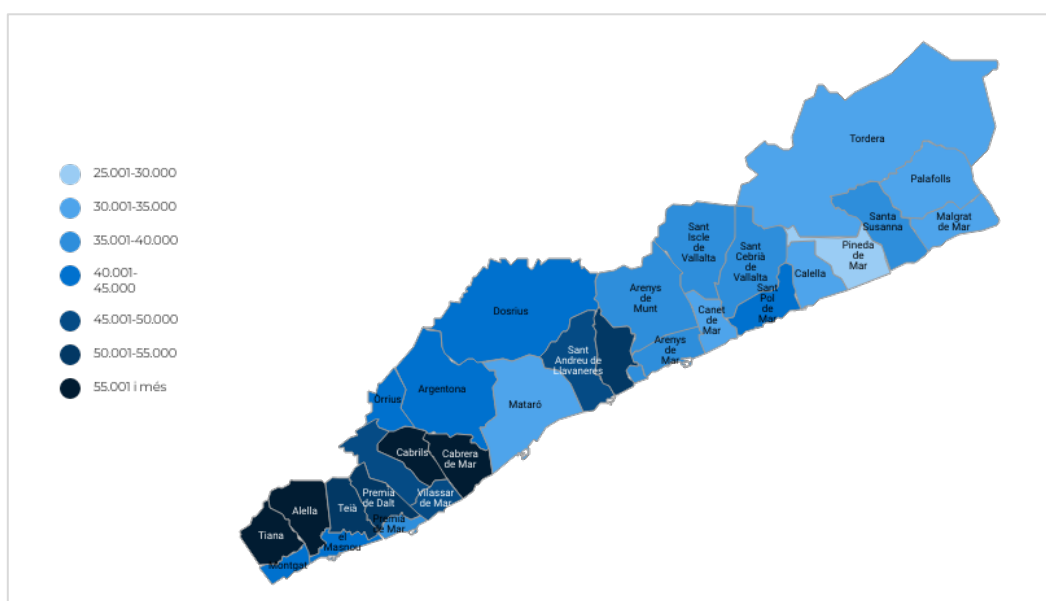 25.001-30.000
30.001-35.000
35.001-40.000
40.001-
45.000
45.001-50.000
50.001-55.000
55.001 i més
Tordera
Palafolls
Santa
Susanna
Malgrat
de Mar
Pineda
de
Mar
Calella
Sant
Iscle
de
Vallalta
Sant
Cebrià
de
Vallalta
Sant
Pol
de
Mar
Canet
de
Mar
Arenys
de
Munt
Arenys
de
Mar
Dosrius
Sant
Andreu de
Llavaneres
Mataró
Argentona
Òrrius
Cabrils
Cabrera
de Mar
Vilassar
de Mar
Premià
de Dalt
Premià
de Mar
Teià
el
Masnou
Alella
Tiana
Montgat